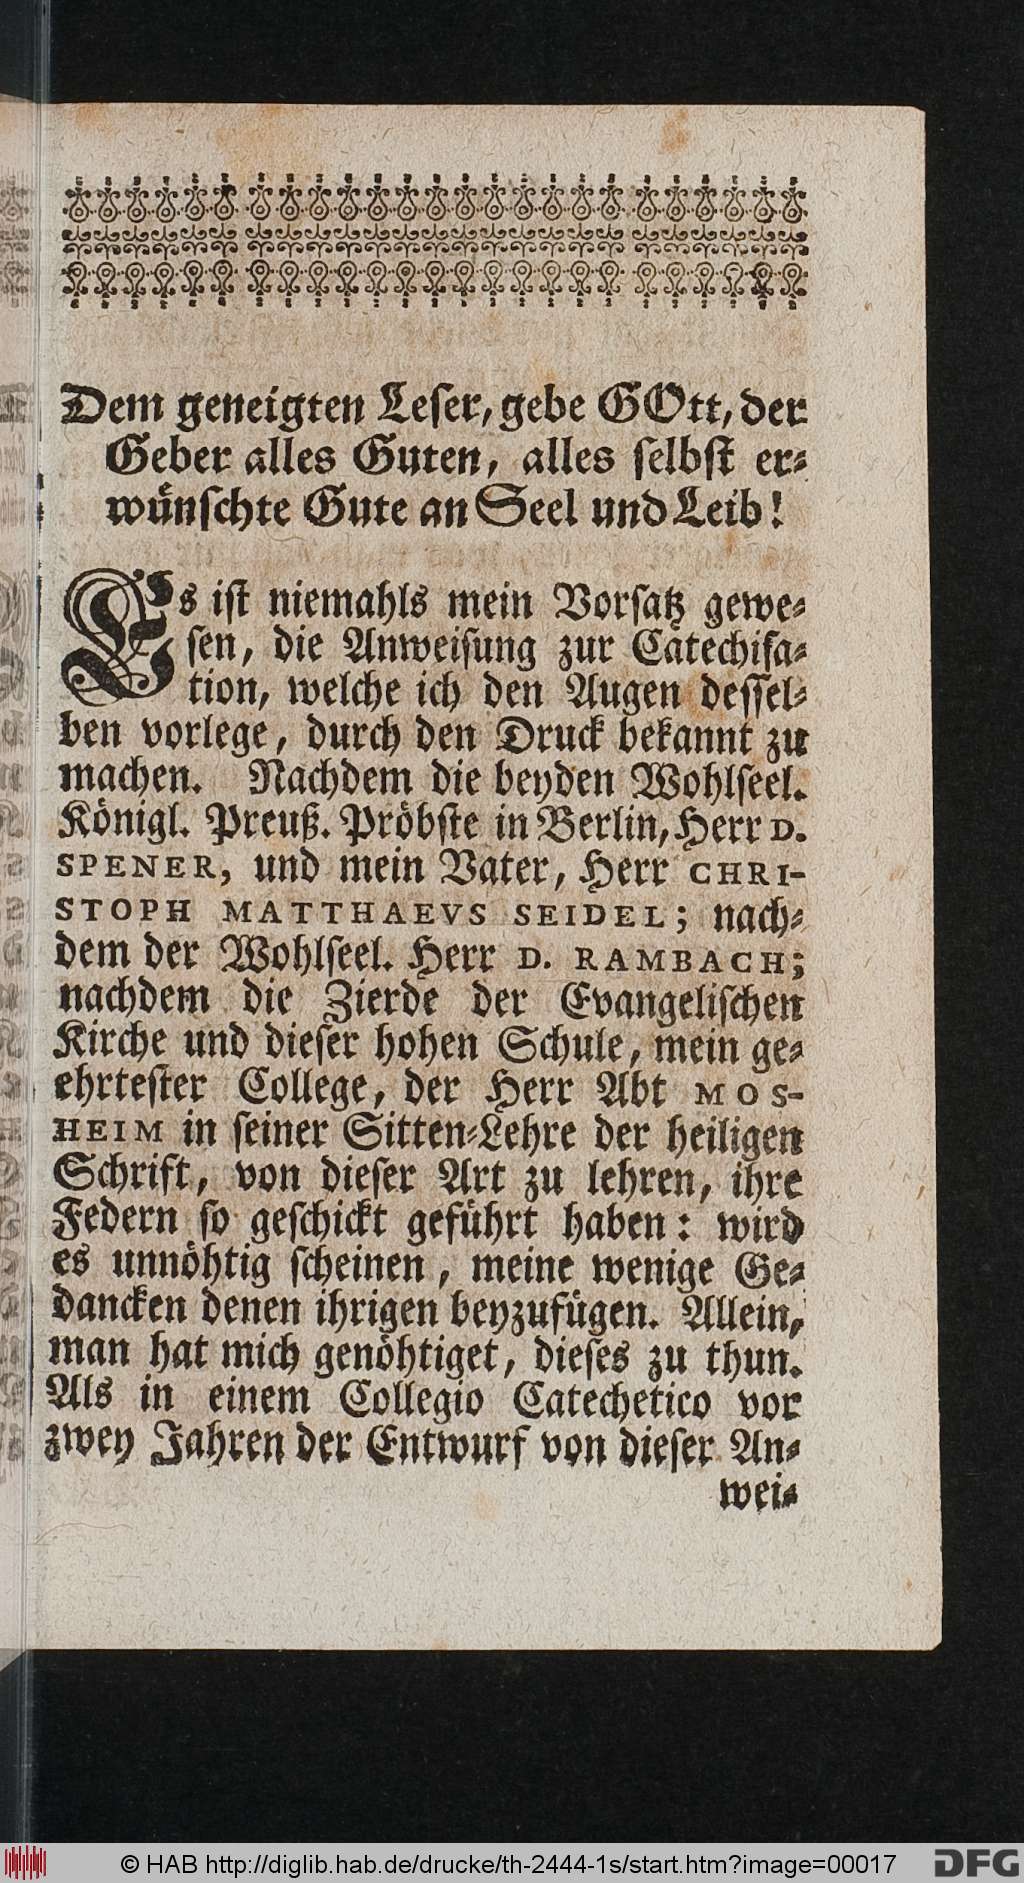 Dem geneigten Leser, gebe GOtt, der
Geber alles Guten, alles selbst er-
wünschte Gute an Seel und Leib!
Es ist niemahls mein Vorsatz gewe-
sen, die Anweisung zur Catechisa-
tion, welche ich den Augen dessel-
ben vorlege, durch den Druck bekannt zu
machen. Nachdem die beyden Wohlseel.
Königl. Preuß. Pröbste in Berlin, Herr D.
SPENER, und mein Vater, Herr CHRI-
STOPH MATTHAEVS SEIDEL; nach-
dem der Wohlseel. Herr D. RAMBACH;
nachdem die Zierde der Evangelischen
Kirche und dieser hohen Schule, mein ge-
ehrtester College, der Herr Abt MOS-
HEIM in seiner Sitten-Lehre der heiligen
Schrift, von dieser Art zu lehren, ihre
Federn so geschickt geführt haben: wird
es unnöhtig scheinen, meine wenige Ge-
dancken denen ihrigen beyzufügen. Allein,
man hat mich genöhtiget, dieses zu thun.
Als in einem Collegio Catechetico vor
zwey Jahren der Entwurf von dieser An-
wei-
© HAB http://diglib.hab.de/drucke/th-2444-1s/start.htm?image=00017
DFG